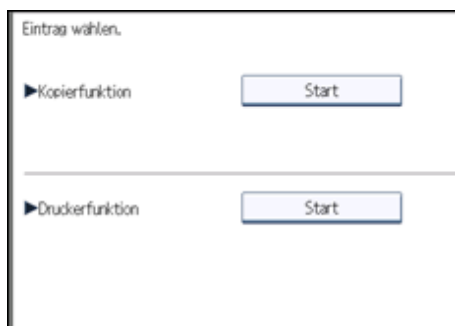 Eintrag wählen.
▶Kopierfunktion Start
▶Druckerfunktion Start